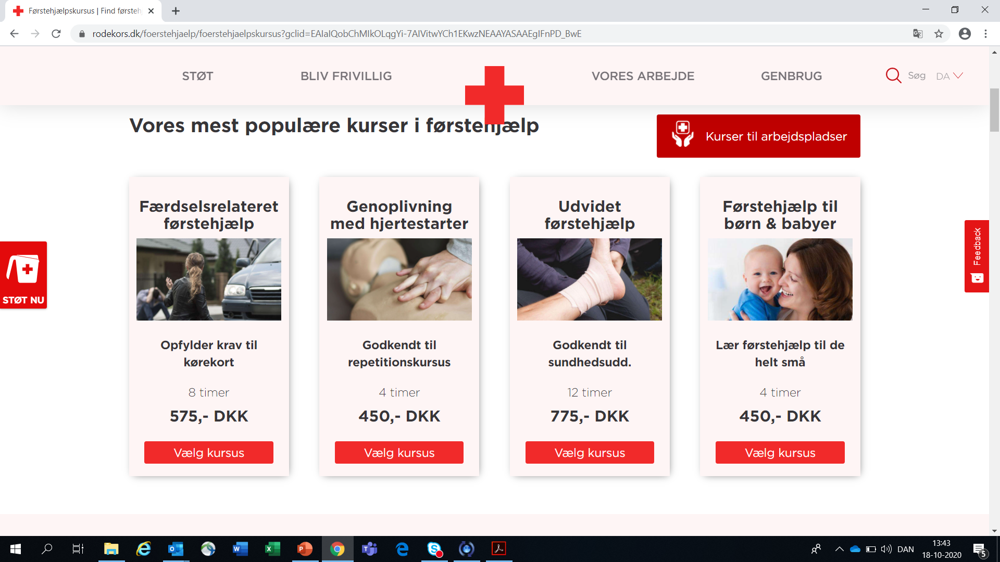 Førstehjælpskursus | Find førsteh
rodekors.dk/foerstehjaelp/foerstehjaelpskursus?gclid=EAIaIQobChMIkOLqgYi-7AIVitwYCh1EKwzNEAAYASAAEgIFnPD_BwE
STØT
BLIV FRIVILLIG
VORES ARBEJDE
GENBRUG
Søg
DA
Vores mest populære kurser i førstehjælp
Kurser til arbejdspladser
Færdselsrelateret
førstehjælp
Opfylder krav til
kørekort
8 timer
575,- DKK
Vælg kursus
Genoplivning
med hjertestarter
Godkendt til
repetitionskursus
4 timer
450,- DKK
Vælg kursus
Udvidet
førstehjælp
Godkendt til
sundhedsudd.
12 timer
775,- DKK
Vælg kursus
Førstehjælp til
børn & babyer
Lær førstehjælp til de
helt små
4 timer
450,- DKK
Vælg kursus
STØT NU
Feedback
DAN
13:43
18-10-2020
5